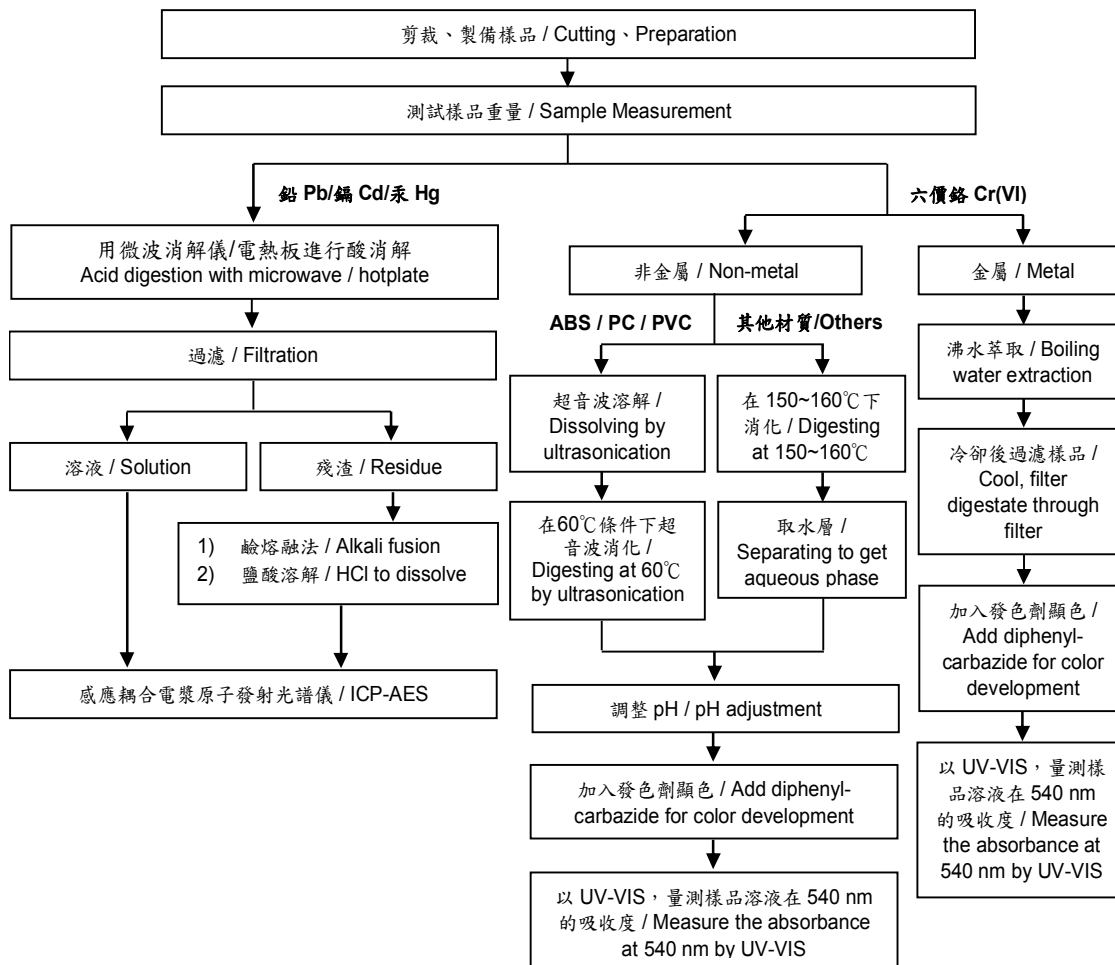 剪裁、製備樣品 / Cutting、Preparation
測試樣品重量 / Sample Measurement
鉛 Pb/鎘 Cd/汞 Hg
六價鉻 Cr(VI)
用微波消解儀/電熱板進行酸消解
Acid digestion with microwave / hotplate
過濾 / Filtration
溶液 / Solution
殘渣 / Residue
1) 鹼熔融法 / Alkali fusion
2) 鹽酸溶解 / HCl to dissolve
感應耦合電漿原子發射光譜儀 / ICP-AES
非金屬 / Non-metal
ABS / PC / PVC
其他材質/Others
超音波溶解 /
Dissolving by
ultrasonication
在60℃條件下超
音波消化 /
Digesting at 60℃
by ultrasonication
在 150~160℃下
消化 / Digesting
at 150~160℃
取水層 /
Separating to get
aqueous phase
調整 pH / pH adjustment
加入發色劑顯色 / Add diphenyl-
carbazide for color development
以 UV-VIS，量測樣品溶液在 540 nm
的吸收度 / Measure the absorbance
at 540 nm by UV-VIS
金屬 / Metal
沸水萃取 / Boiling
water extraction
冷卻後過濾樣品 /
Cool, filter
digestate through
filter
加入發色劑顯色 /
Add diphenyl-
carbazide for color
development
以 UV-VIS，量測樣
品溶液在 540 nm
的吸收度 / Measure
the absorbance at
540 nm by UV-VIS